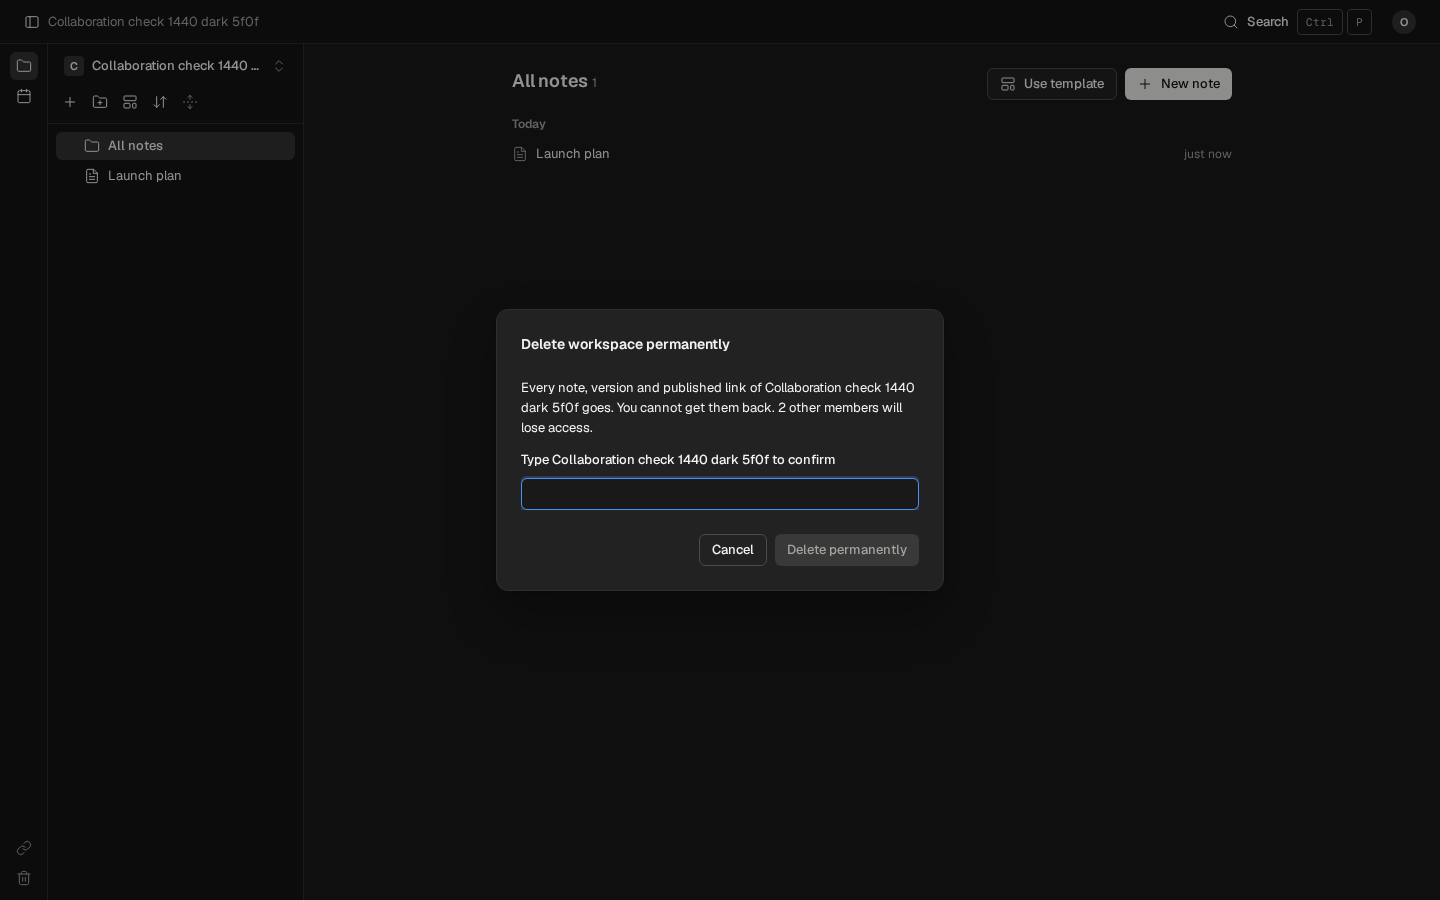 Collaboration check 1440 dark 5f0f
Search Ctrl P O
C Collaboration check 1440 ...
All notes
Launch plan
All notes 1
Use template
New note
Today
Launch plan just now
Delete workspace permanently
Every note, version and published link of Collaboration check 1440
dark 5f0f goes. You cannot get them back. 2 other members will
lose access.
Type Collaboration check 1440 dark 5f0f to confirm
Cancel
Delete permanently